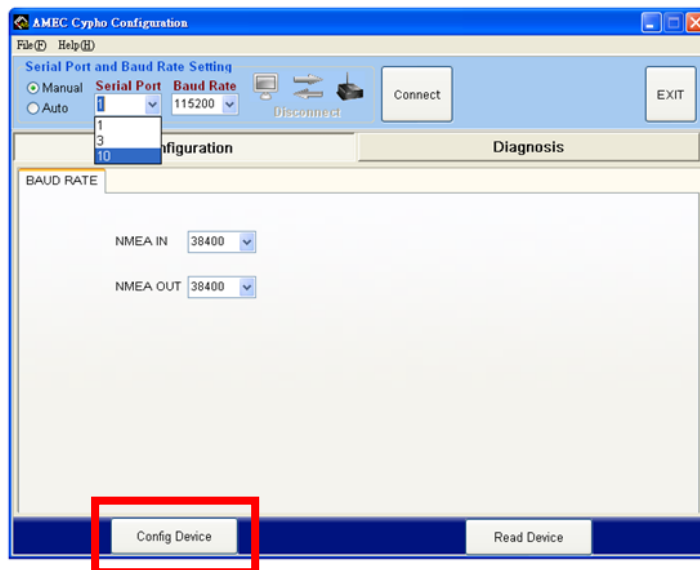 AMEC Cypho Configuration
File(F) Help(H)
Serial Port and Baud Rate Setting
Manual Serial Port Baud Rate
Auto 1 115200
Disconnect
Connect
EXIT
1
3
10
nfiguration
Diagnosis
BAUD RATE
NMEA IN 38400
NMEA OUT 38400
Config Device
Read Device